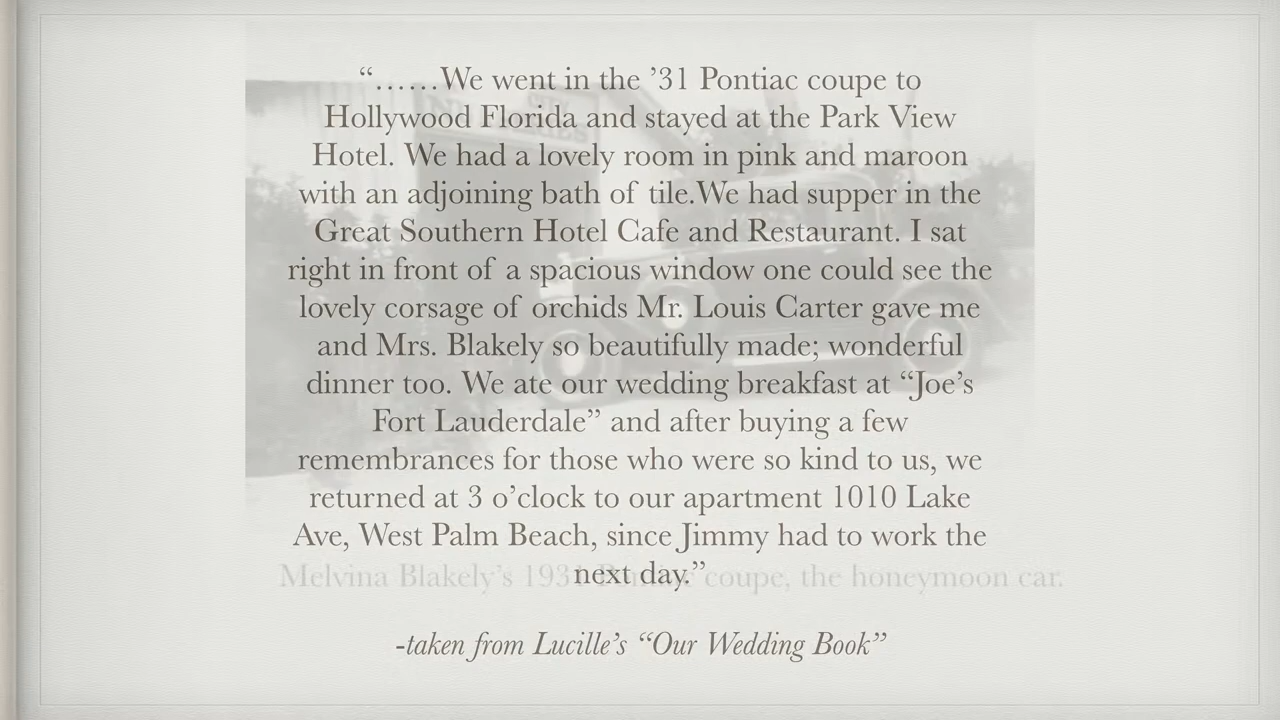 “……We went in the ’31 Pontiac coupe to
Hollywood Florida and stayed at the Park View
Hotel. We had a lovely room in pink and maroon
with an adjoining bath of tile.We had supper in the
Great Southern Hotel Cafe and Restaurant. I sat
right in front of a spacious window one could see the
lovely corsage of orchids Mr. Louis Carter gave me
and Mrs. Blakely so beautifully made; wonderful
dinner too. We ate our wedding breakfast at “Joe’s
Fort Lauderdale” and after buying a few
remembrances for those who were so kind to us, we
returned at 3 o’clock to our apartment 1010 Lake
Ave, West Palm Beach, since Jimmy had to work the
next day.”
Melvina Blakely’s 1931 coupe, the honeymoon car.
-taken from Lucille’s “Our Wedding Book”